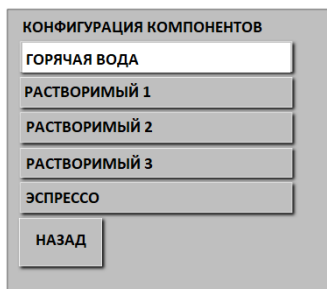 КОНФИГУРАЦИЯ КОМПОНЕНТОВ
ГОРЯЧАЯ ВОДА
РАСТВОРИМЫЙ 1
РАСТВОРИМЫЙ 2
РАСТВОРИМЫЙ 3
ЭСПРЕССО
НАЗАД